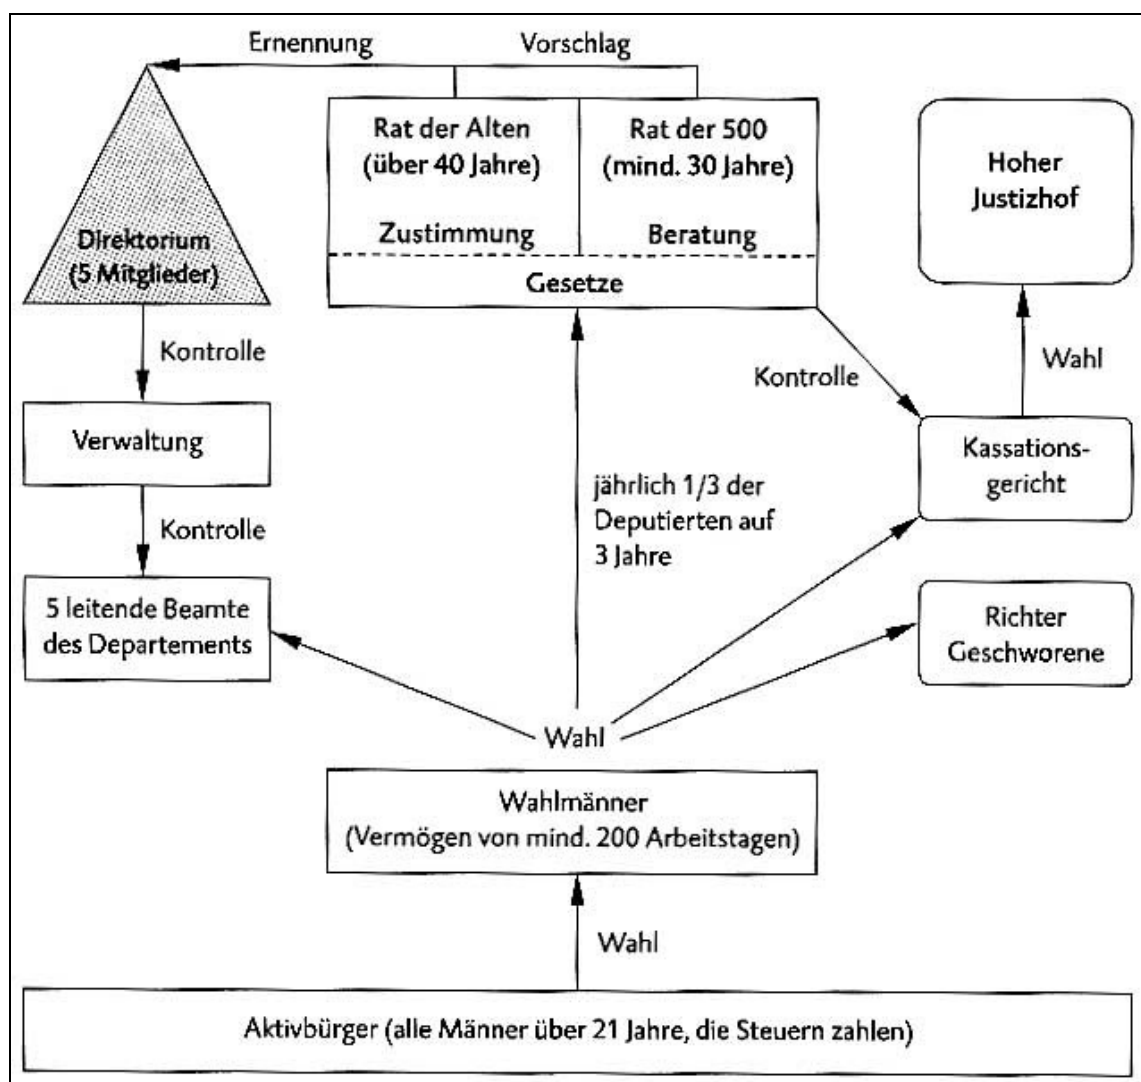 Ernennung
Vorschlag
Rat der Alten
(über 40 Jahre)
Zustimmung
Rat der 500
(mind. 30 Jahre)
Beratung
Gesetze
Hoher
Justizhof
Direktorium
(5 Mitglieder)
Kontrolle
Verwaltung
Kontrolle
5 leitende Beamte
des Departements
Kontrolle
Wahl
Kassations-
gericht
jährlich 1/3 der
Deputierten auf
3 Jahre
Richter
Geschworene
Wahl
Wahlmänner
(Vermögen von mind. 200 Arbeitstagen)
Wahl
Aktivbürger (alle Männer über 21 Jahre, die Steuern zahlen)